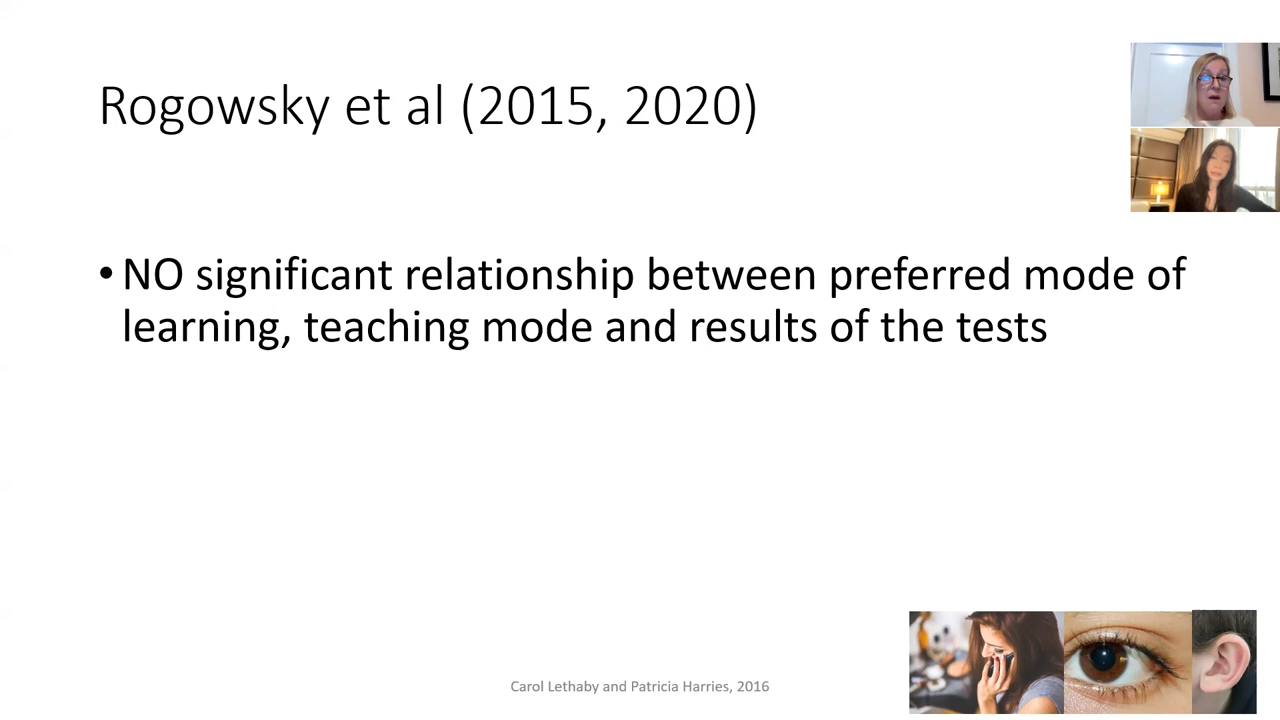 Rogowsky et al (2015, 2020)
•NO significant relationship between preferred mode of
learning, teaching mode and results of the tests
Carol Lethaby and Patricia Harries, 2016